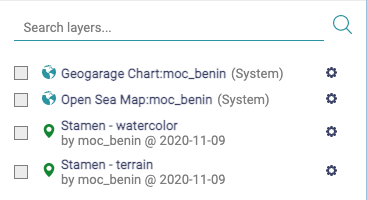 Search layers...
Geogarage Chart:moc_benin (System)
Open Sea Map:moc_benin (System)
Stamen - watercolor
by moc_benin @ 2020-11-09
Stamen - terrain
by moc_benin @ 2020-11-09